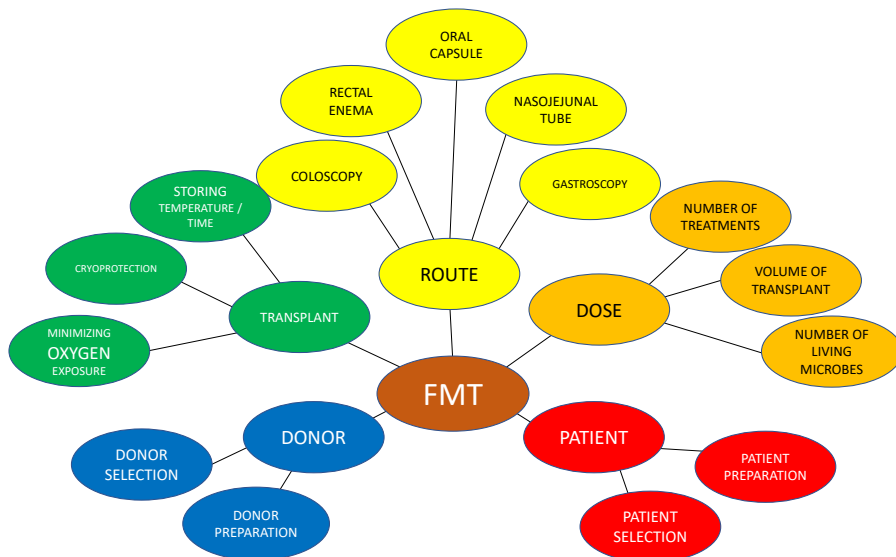 ORAL
CAPSULE
RECTAL
ENEMA
NASOJEJUNAL
TUBE
COLOSCOPY
GASTROSCOPY
STORING
TEMPERATURE /
TIME
NUMBER OF
TREATMENTS
CRYOPROTECTION
ROUTE
VOLUME OF
TRANSPLANT
TRANSPLANT
DOSE
MINIMIZING
OXYGEN
EXPOSURE
NUMBER OF
LIVING
MICROBES
FMT
DONOR
PATIENT
DONOR
SELECTION
PATIENT
PREPARATION
DONOR
PREPARATION
PATIENT
SELECTION